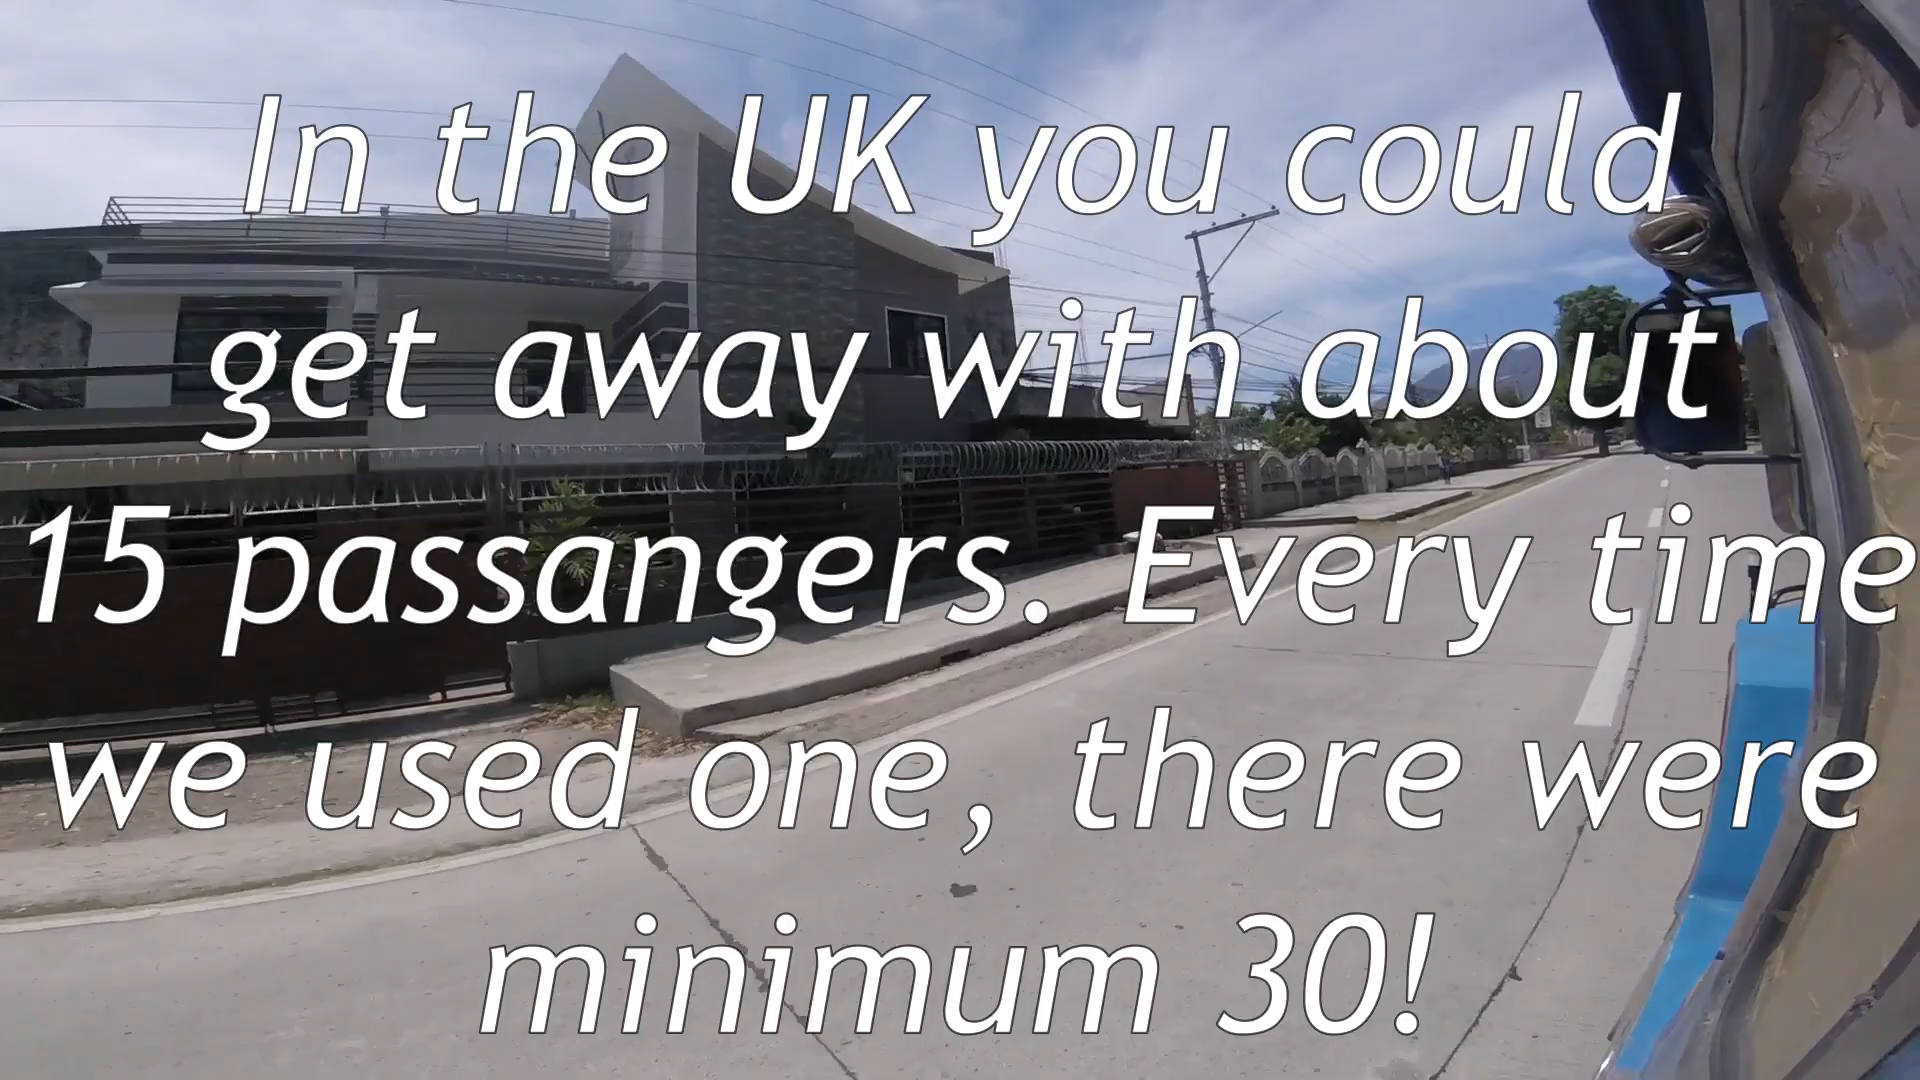 In the UK you could
get away with about
15 passangers. Every time
we used one, there were
minimum 30!